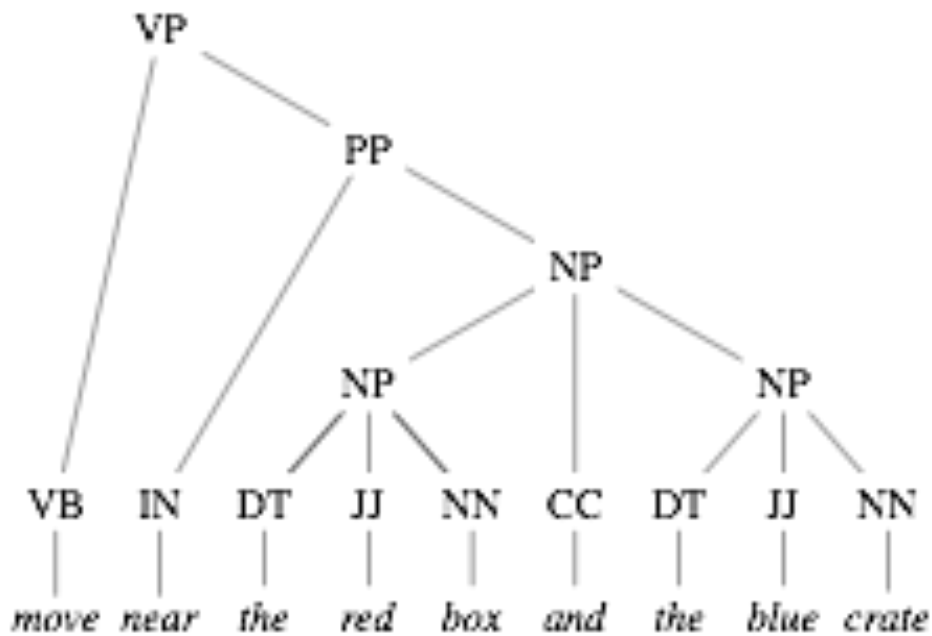 VP
PP
NP
NP NP
VB IN DT JJ NN CC DT JJ NN
move near the red box and the blue crate